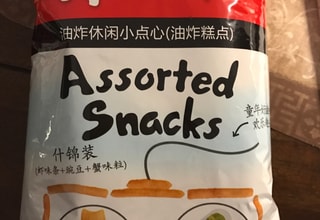 油炸休闲小点心(油炸糕点)
Assorted
Snacks
什锦装
(虾味条+豌豆+蟹味粒)